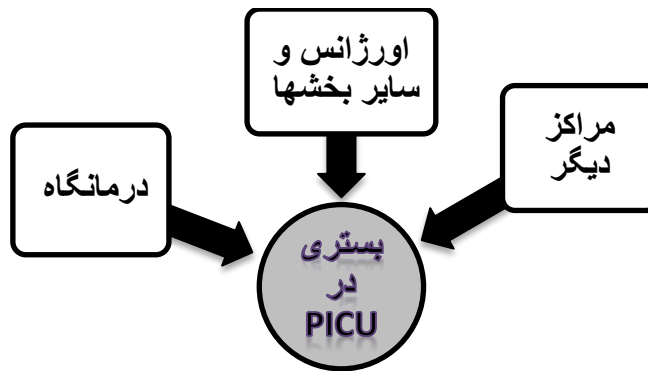 اورژانس و
سایر بخشها
مراکز
دیگر
درمانگاه
بستری
در
PICU